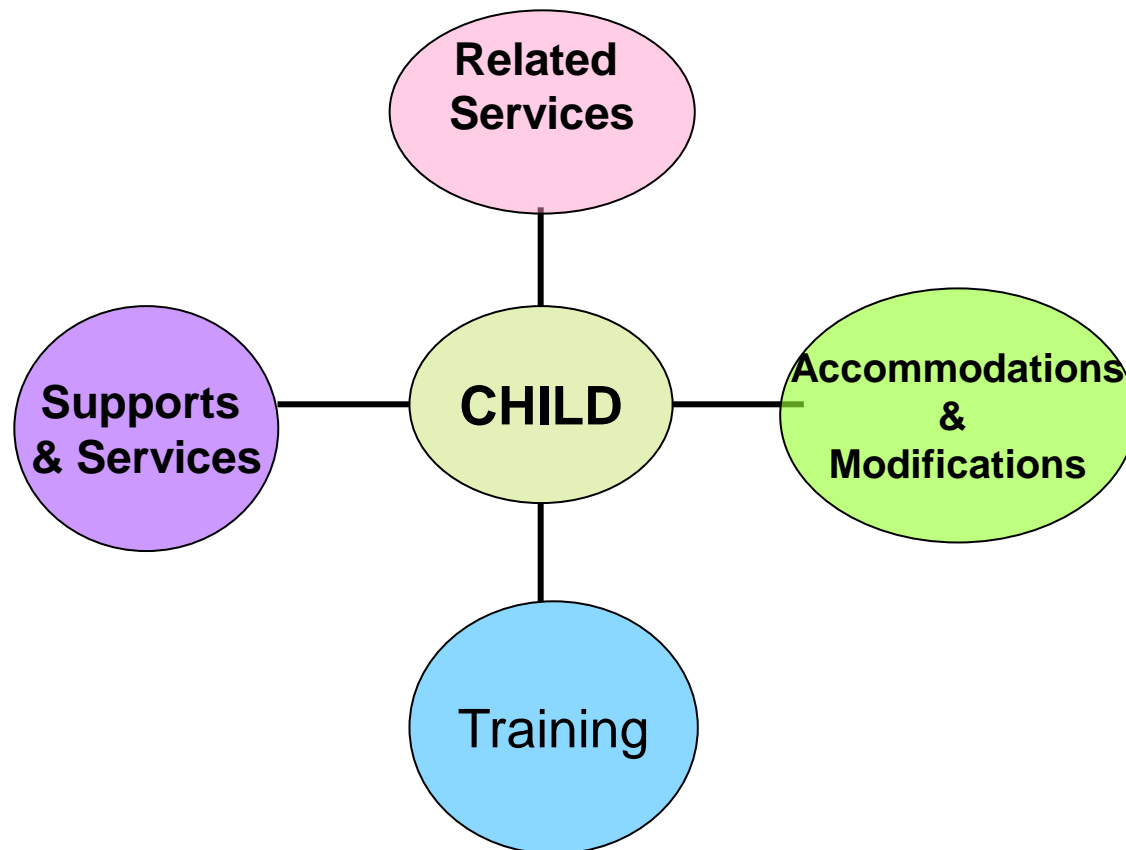 Related
Services
Supports
& Services
CHILD
Accommodations
&
Modifications
Training